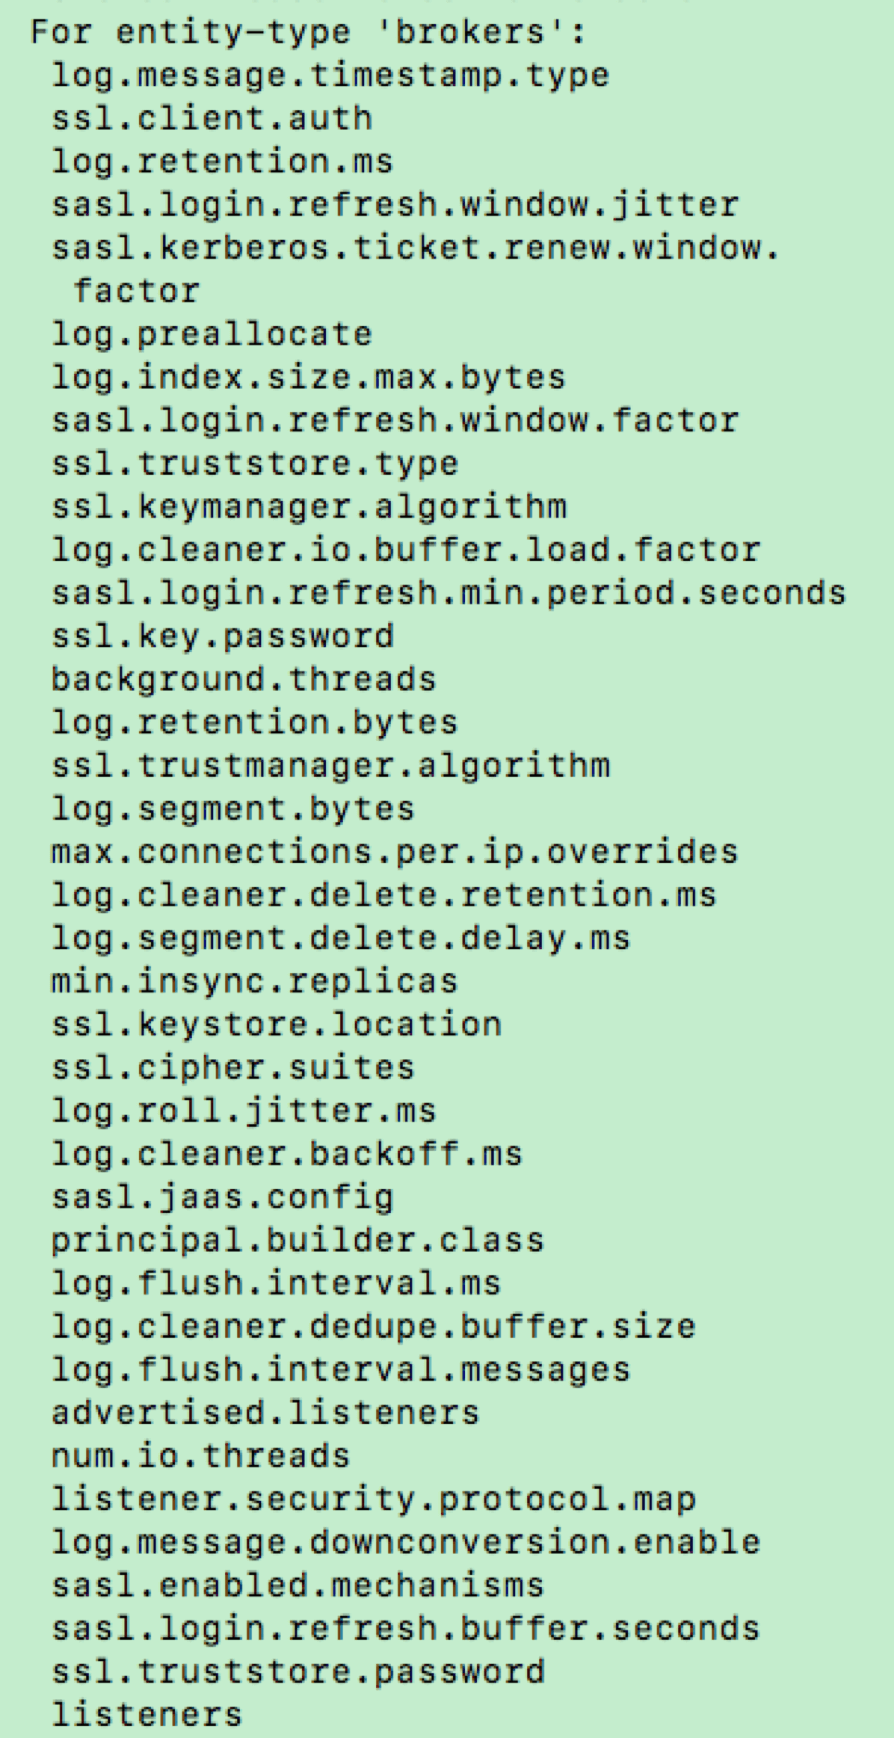 For entity-type 'brokers':
log.message.timestamp.type
ssl.client.auth
log.retention.ms
sasl.login.refresh.window.jitter
sasl.kerberos.ticket.renew.window.
factor
log.preallocate
log.index.size.max.bytes
sasl.login.refresh.window.factor
ssl.truststore.type
ssl.keymanager.algorithm
log.cleaner.io.buffer.load.factor
sasl.login.refresh.min.period.seconds
ssl.key.password
background.threads
log.retention.bytes
ssl.trustmanager.algorithm
log.segment.bytes
max.connections.per.ip.overrides
log.cleaner.delete.retention.ms
log.segment.delete.delay.ms
min.insync.replicas
ssl.keystore.location
ssl.cipher.suites
log.roll.jitter.ms
log.cleaner.backoff.ms
sasl.jaas.config
principal.builder.class
log.flush.interval.ms
log.cleaner.dedupe.buffer.size
log.flush.interval.messages
advertised.listeners
num.io.threads
listener.security.protocol.map
log.message.downconversion.enable
sasl.enabled.mechanisms
sasl.login.refresh.buffer.seconds
ssl.truststore.password
listeners